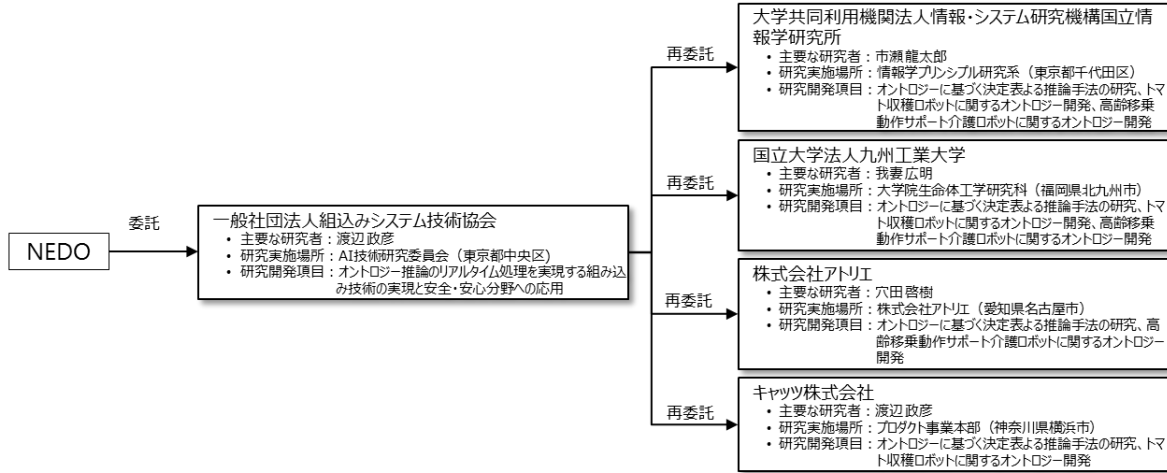 NEDO
委託
一般社団法人組込みシステム技術協会
• 主要な研究者：渡辺政彦
• 研究実施場所：AI技術研究委員会（東京都中央区）
• 研究開発項目：オントロジー推論のリアルタイム処理を実現する組み込
み技術の実現と安全・安心分野への応用
再委託
大学共同利用機関法人情報・システム研究機構国立情
報学研究所
• 主要な研究者：市瀬龍太郎
• 研究実施場所：情報学プリンシプル研究系（東京都千代田区）
• 研究開発項目：オントロジーに基づく決定表よる推論手法の研究、トマ
ト収穫ロボットに関するオントロジー開発、高齢移乗
動作サポート介護ロボットに関するオントロジー開発
再委託
国立大学法人九州工業大学
• 主要な研究者：我妻広明
• 研究実施場所：大学院生命体工学研究科（福岡県北九州市）
• 研究開発項目：オントロジーに基づく決定表よる推論手法の研究、トマ
ト収穫ロボットに関するオントロジー開発、高齢移乗
動作サポート介護ロボットに関するオントロジー開発
再委託
株式会社アトリエ
• 主要な研究者：穴田啓樹
• 研究実施場所：株式会社アトリエ（愛知県名古屋市）
• 研究開発項目：オントロジーに基づく決定表よる推論手法の研究、高
齢移乗動作サポート介護ロボットに関するオントロジー
開発
再委託
キャッツ株式会社
• 主要な研究者：渡辺政彦
• 研究実施場所：プロダクト事業本部（神奈川県横浜市）
• 研究開発項目：オントロジーに基づく決定表よる推論手法の研究、トマ
ト収穫ロボットに関するオントロジー開発